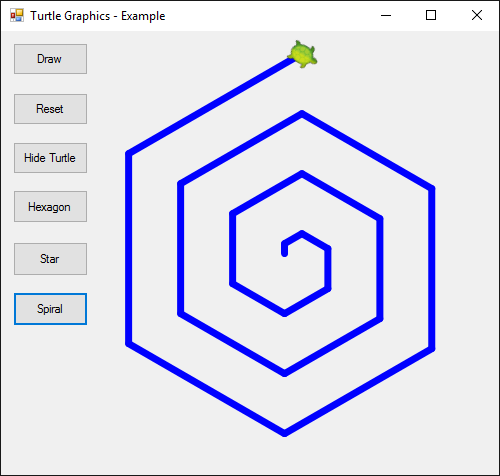 Turtle Graphics - Example
Draw
Reset
Hide Turtle
Hexagon
Star
Spiral